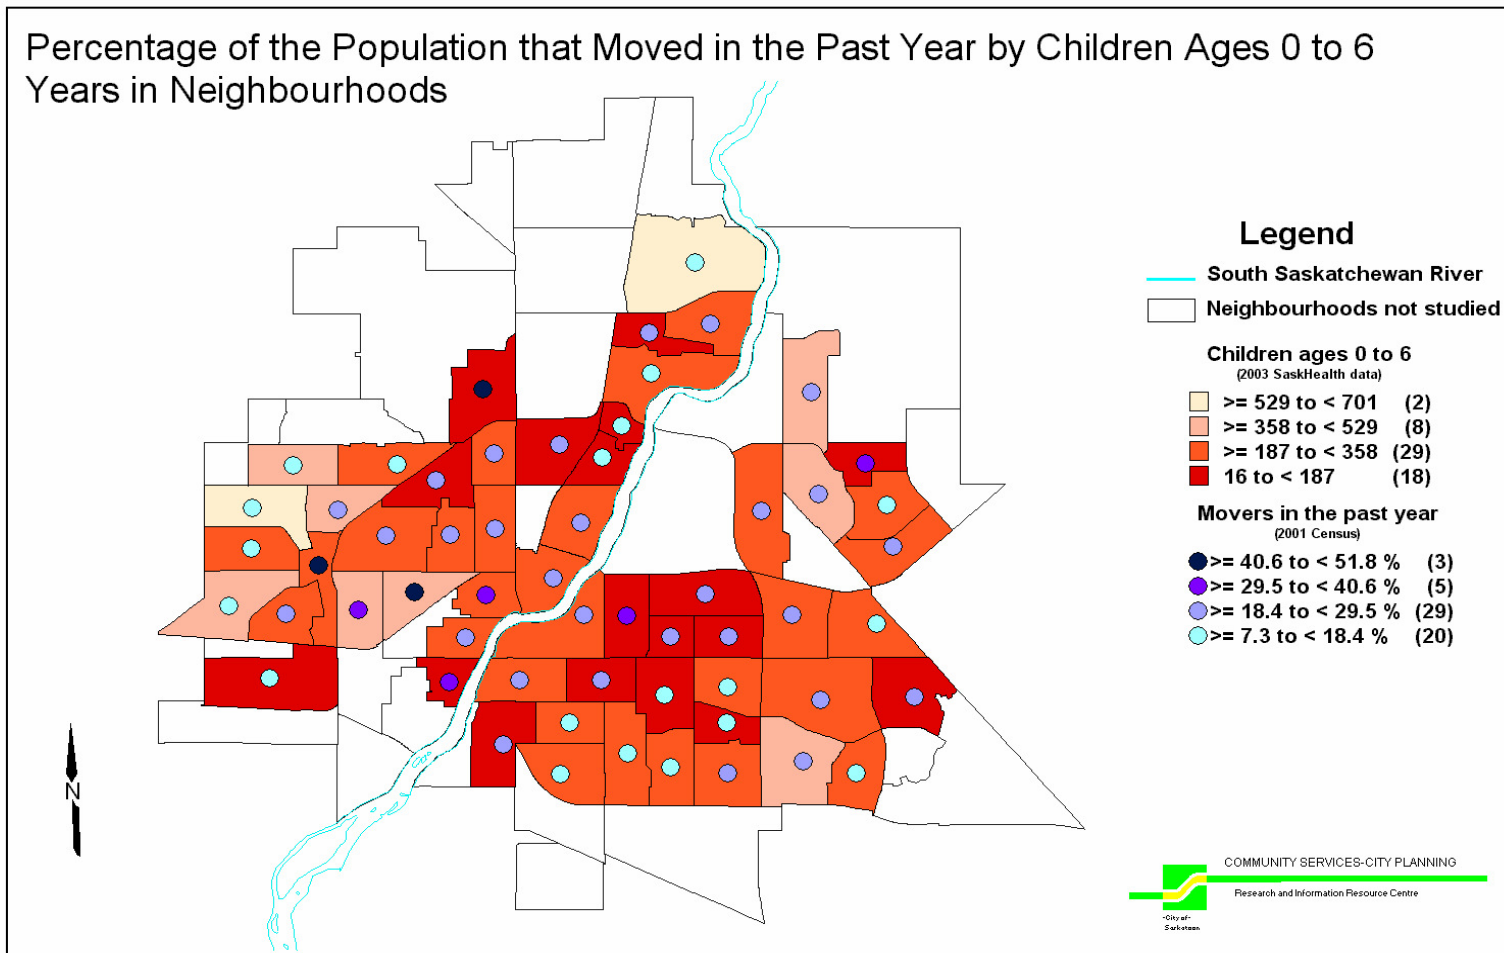 Percentage of the Population that Moved in the Past Year by Children Ages 0 to 6
Years in Neighbourhoods
Legend
South Saskatchewan River
Neighbourhoods not studied
Children ages 0 to 6
(2003 SaskHealth data)
>= 529 to < 701 (2)
>= 358 to < 529 (8)
>= 187 to < 358 (29)
16 to < 187 (18)
Movers in the past year
(2001 Census)
>= 40.6 to < 51.8 % (3)
>= 29.5 to < 40.6 % (5)
>= 18.4 to < 29.5 % (29)
>= 7.3 to < 18.4 % (20)
N
COMMUNITY SERVICES-CITY PLANNING
Research and Information Resource Centre
-City of-
Saskatoon